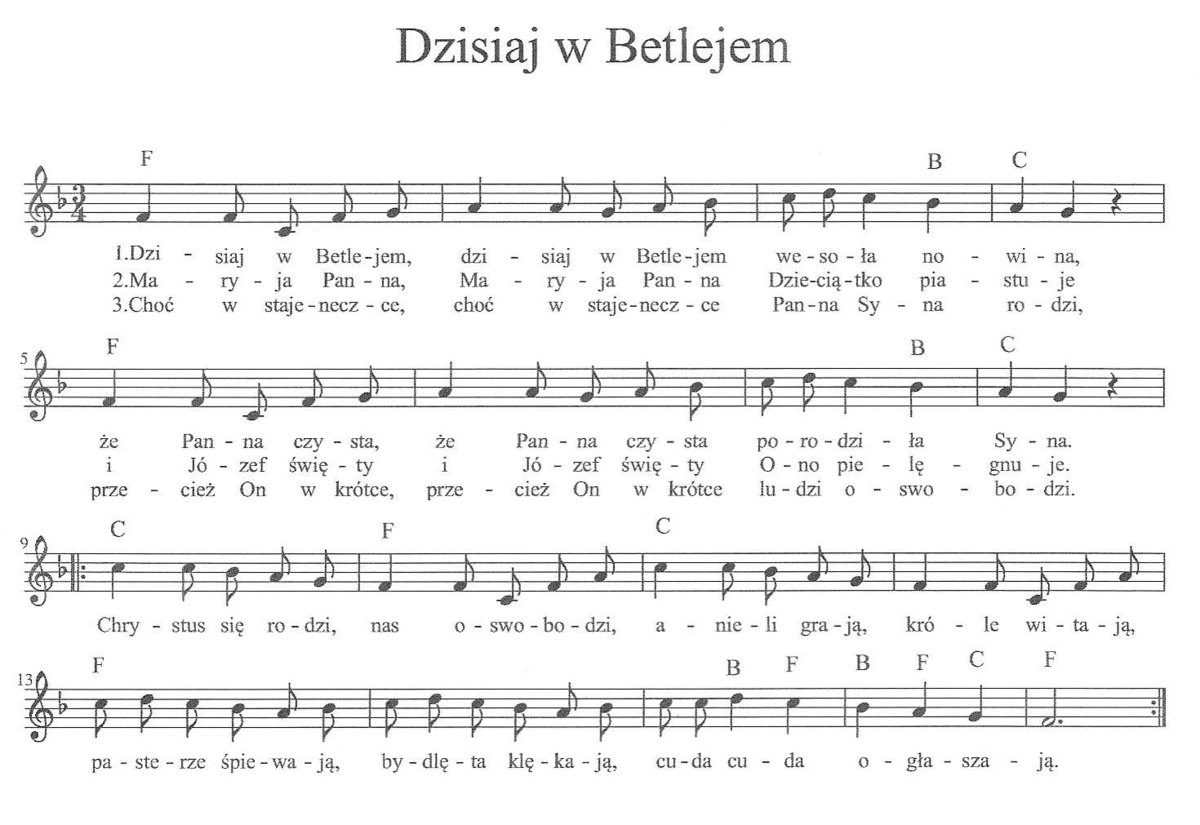 Dzisiaj w Betlejem
F B C
3
4
1.Dzi - siaj w Betle-jem, dzi - siaj w Betle-jem we-so-ła no - wi - na,
2.Ma - ry - ja Pan - na, Ma - ry - ja Pan - na Dzie-cią-tko pia - stu - je
3.Choć w staje-necz - ce, choć w staje-necz - ce Pan-na Sy - na ro - dzi,
5 F B C
że Pan - na czy - sta, że Pan - na czy - sta po-ro-dzi - ła Sy - na.
i Jó - zef świę - ty i Jó - zef świę - ty O - no pie - lę - gnu - je.
prze - cież On w krótce, prze - cież On w krótce lu - dzi o - swo - bo - dzi.
9 C F C
Chry - stus się ro - dzi, nas o - swo - bo - dzi, a - nie - li gra - ją, kró - le wi - ta - ją,
13 F B F B F C F
pa - ste - rze śpie - wa - ją, by - dlę - ta klę - ka - ją, cu - da cu - da o - gła - sza - ją.